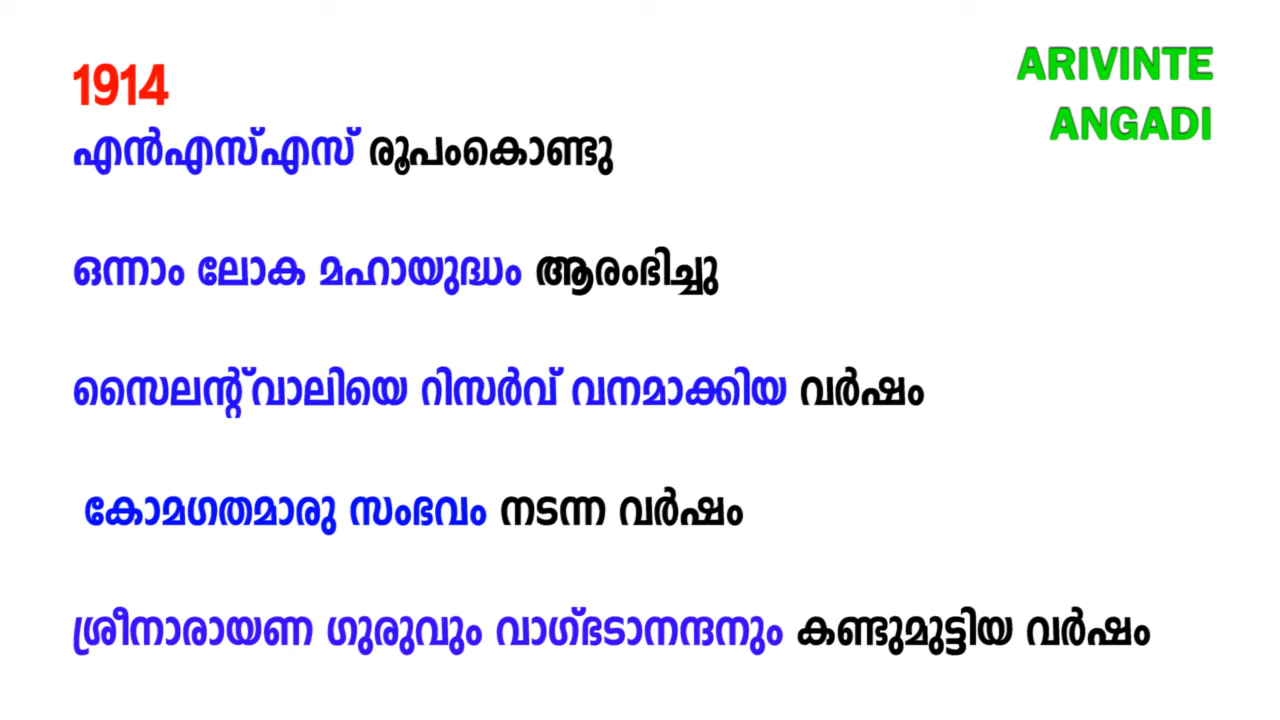 1914
എൻഎസ്എസ് രൂപംകൊണ്ടു
ഒന്നാം ലോക മഹായുദ്ധം ആരംഭിച്ചു
സൈലന്റ് വാലിയെ റിസർവ് വനമാക്കിയ വർഷം
കോമഗതമാരു സംഭവം നടന്ന വർഷം
ശ്രീനാരായണ ഗുരുവും വാഗ്ഭടാനന്ദനും കണ്ടുമുട്ടിയ വർഷം
ARIVINTE
ANGADI